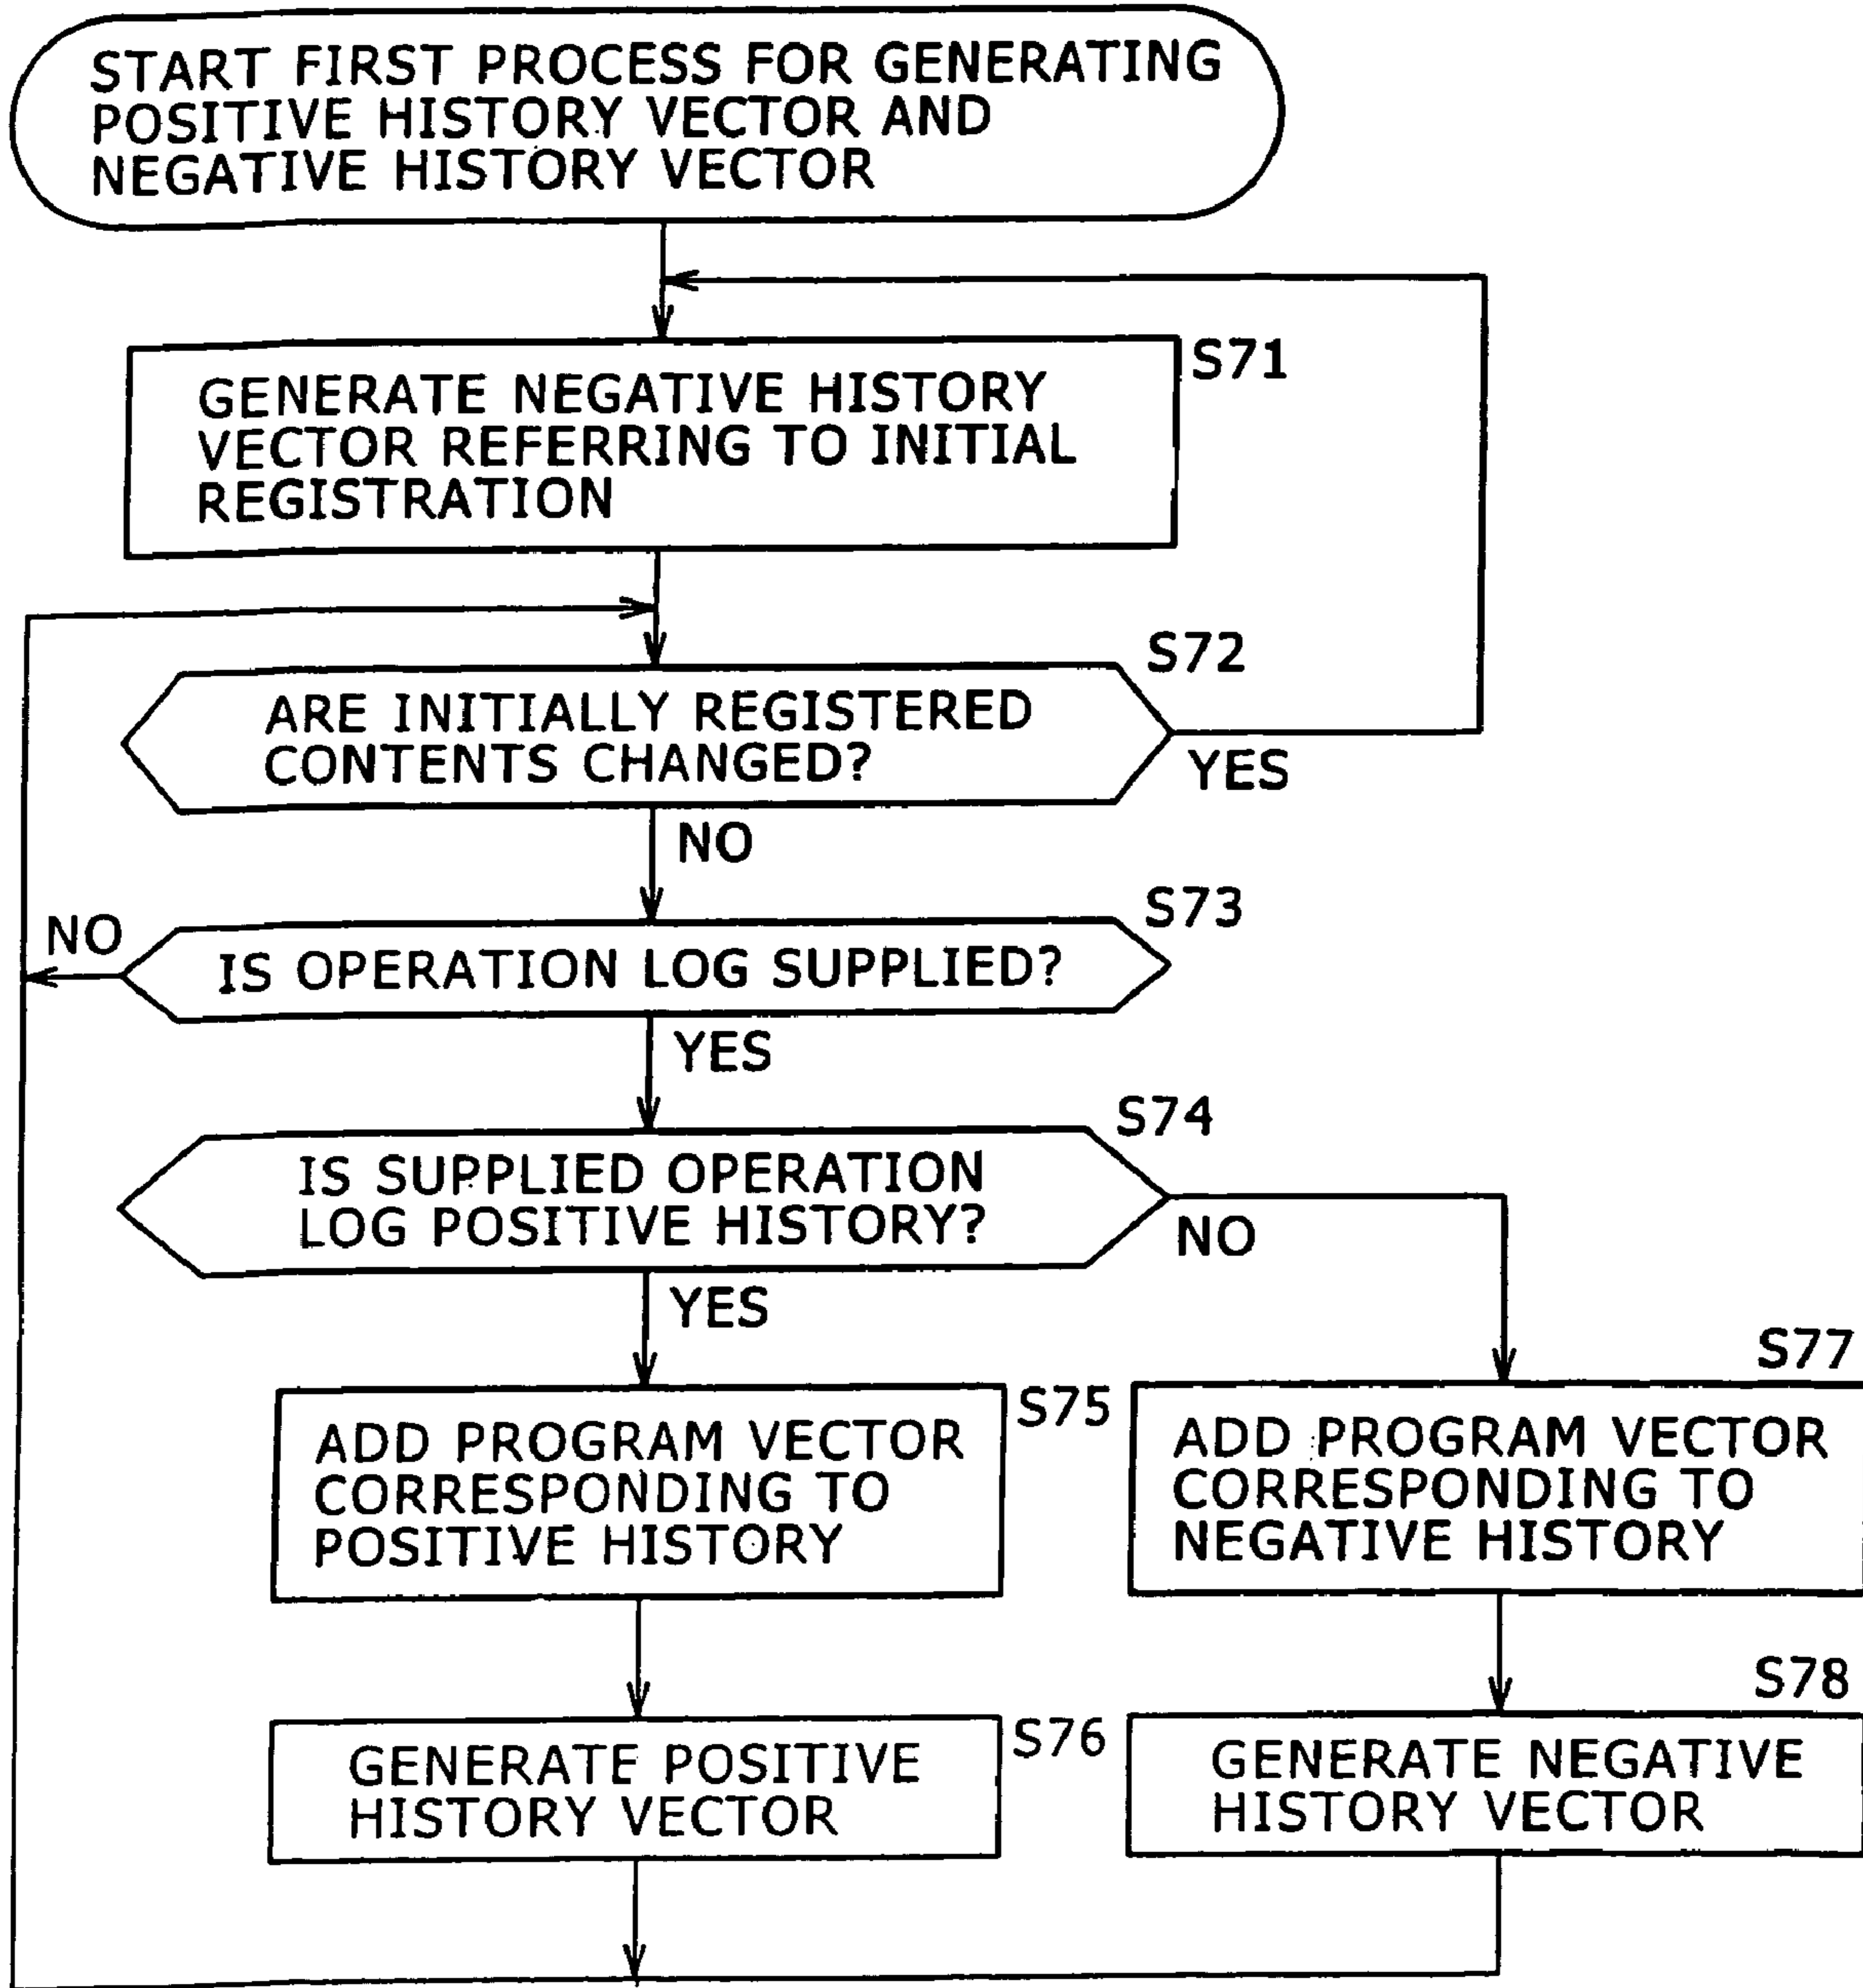 START FIRST PROCESS FOR GENERATING
POSITIVE HISTORY VECTOR AND
NEGATIVE HISTORY VECTOR
S71
GENERATE NEGATIVE HISTORY
VECTOR REFERRING TO INITIAL
REGISTRATION
S72
ARE INITIALLY REGISTERED
CONTENTS CHANGED?
YES
NO
S73
NO
IS OPERATION LOG SUPPLIED?
YES
S74
IS SUPPLIED OPERATION
LOG POSITIVE HISTORY?
NO
YES
S75
ADD PROGRAM VECTOR
CORRESPONDING TO
POSITIVE HISTORY
S77
ADD PROGRAM VECTOR
CORRESPONDING TO
NEGATIVE HISTORY
S76
GENERATE POSITIVE
HISTORY VECTOR
S78
GENERATE NEGATIVE
HISTORY VECTOR